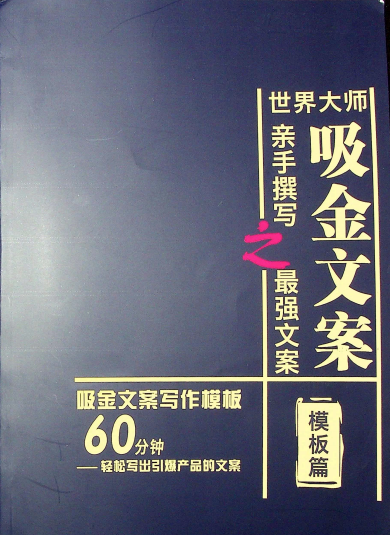 世界大师
亲手撰写
之
最强文案
吸金文案
模板篇
吸金文案写作模板
60分钟
——轻松写出引爆产品的文案